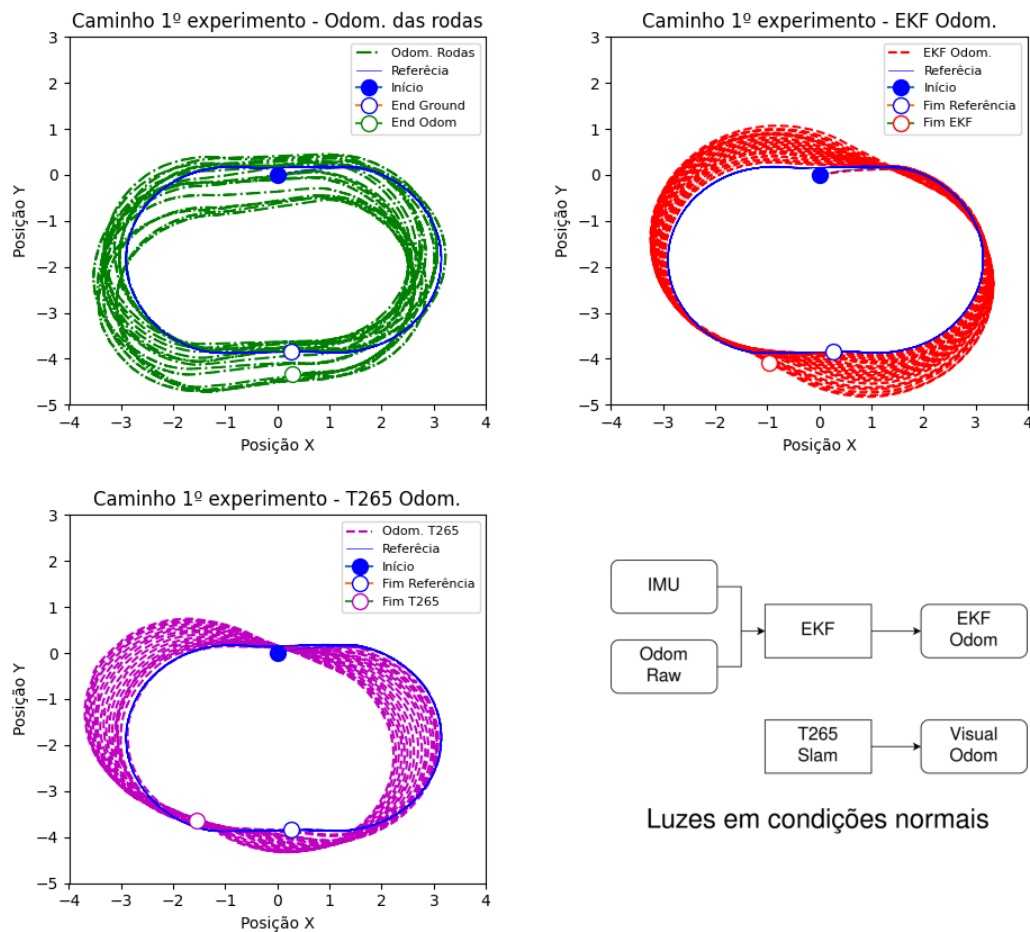 Caminho 1º experimento - Odom. das rodas
3
2
1
0
−1
−2
−3
−4
−5
Posição Y
Odom. Rodas
Referêcia
Início
End Ground
End Odom
−4 −3 −2 −1 0 1 2 3 4
Posição X
Caminho 1º experimento - EKF Odom.
3
2
1
0
−1
−2
−3
−4
−5
Posição Y
EKF Odom.
Referêcia
Início
Fim Referência
Fim EKF
−4 −3 −2 −1 0 1 2 3 4
Posição X
Caminho 1º experimento - T265 Odom.
3
2
1
0
−1
−2
−3
−4
−5
Posição Y
Odom. T265
Referêcia
Início
Fim Referência
Fim T265
−4 −3 −2 −1 0 1 2 3 4
Posição X
IMU
Odom
Raw
EKF
EKF
Odom
T265
Slam
Visual
Odom
Luzes em condições normais